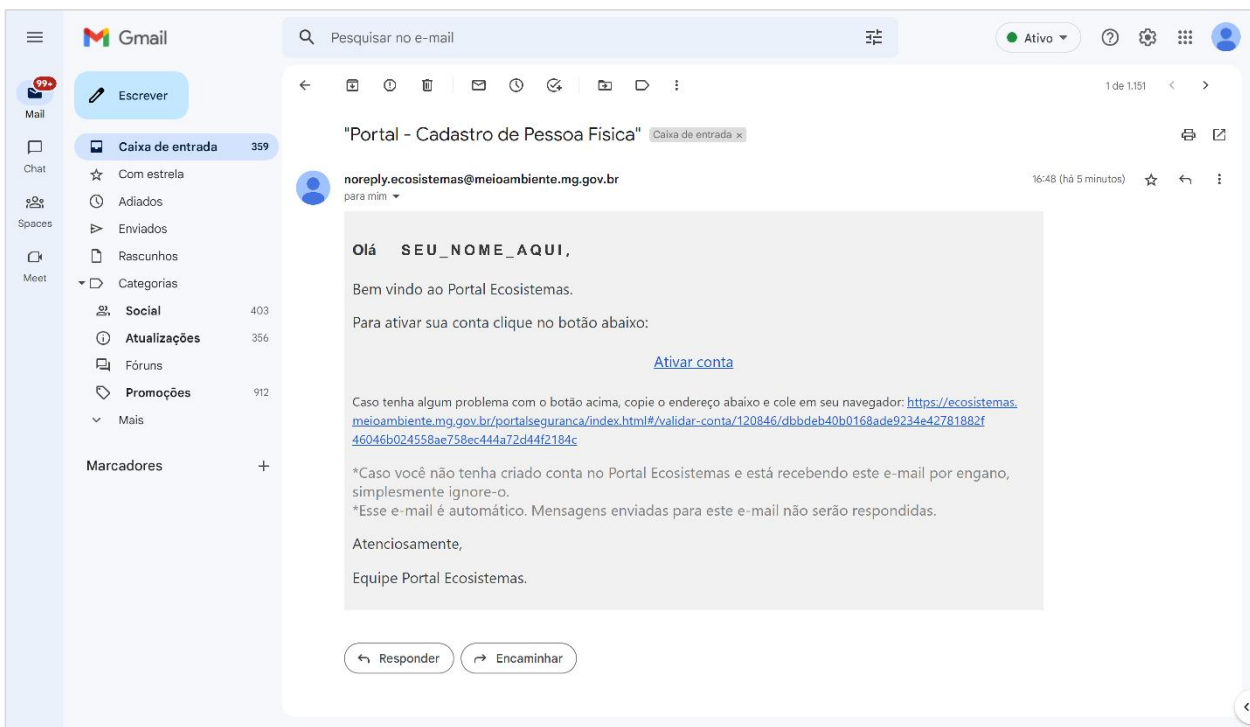 Gmail
Pesquisar no e-mail
Ativo
99+
Mail
Chat
Spaces
Meet
Escrever
Caixa de entrada 359
Com estrela
Adiados
Enviados
Rascunhos
Categorias
Social 403
Atualizações 356
Fóruns
Promoções 912
Mais
Marcadores
1 de 1.151
"Portal - Cadastro de Pessoa Física" Caixa de entrada ×
noreply.ecosistemas@meioambiente.mg.gov.br 16:48 (há 5 minutos)
para mim
Olá SEU_NOME_AQUI,
Bem vindo ao Portal Ecosistemas.
Para ativar sua conta clique no botão abaixo:
Ativar conta
Caso tenha algum problema com o botão acima, copie o endereço abaixo e cole em seu navegador: https://ecosistemas.
meioambiente.mg.gov.br/portalseguranca/index.html#/validar-conta/120846/dbbdeb40b0168ade9234e42781882f
46046b024558ae758ec444a72d44f2184c
*Caso você não tenha criado conta no Portal Ecosistemas e está recebendo este e-mail por engano,
simplesmente ignore-o.
*Esse e-mail é automático. Mensagens enviadas para este e-mail não serão respondidas.
Atenciosamente,
Equipe Portal Ecosistemas.
Responder
Encaminhar